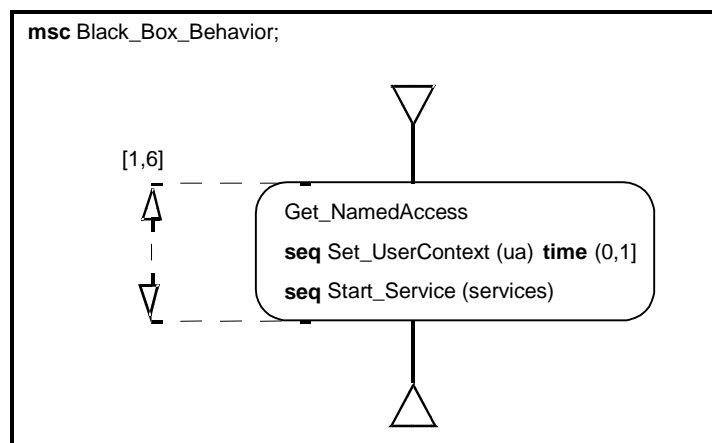 msc Black_Box_Behavior;
[1,6]
Get_NamedAccess
seq Set_UserContext (ua) time (0,1]
seq Start_Service (services)